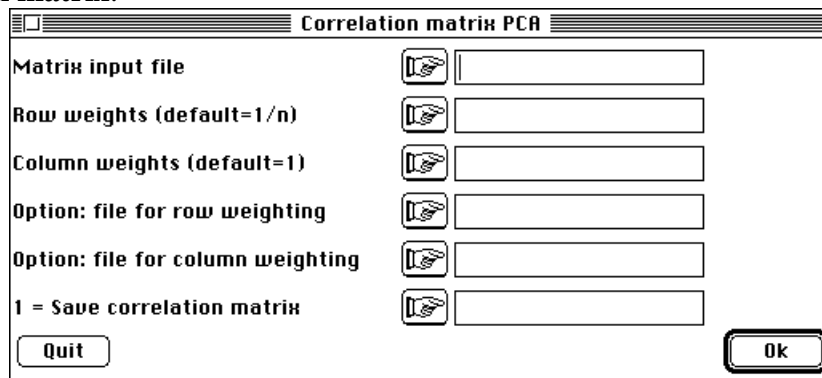 Correlation matrix PCA
Matrix input file
Row weights (default=1/n)
Column weights (default=1)
Option: file for row weighting
Option: file for column weighting
1 = Save correlation matrix
Quit
Ok